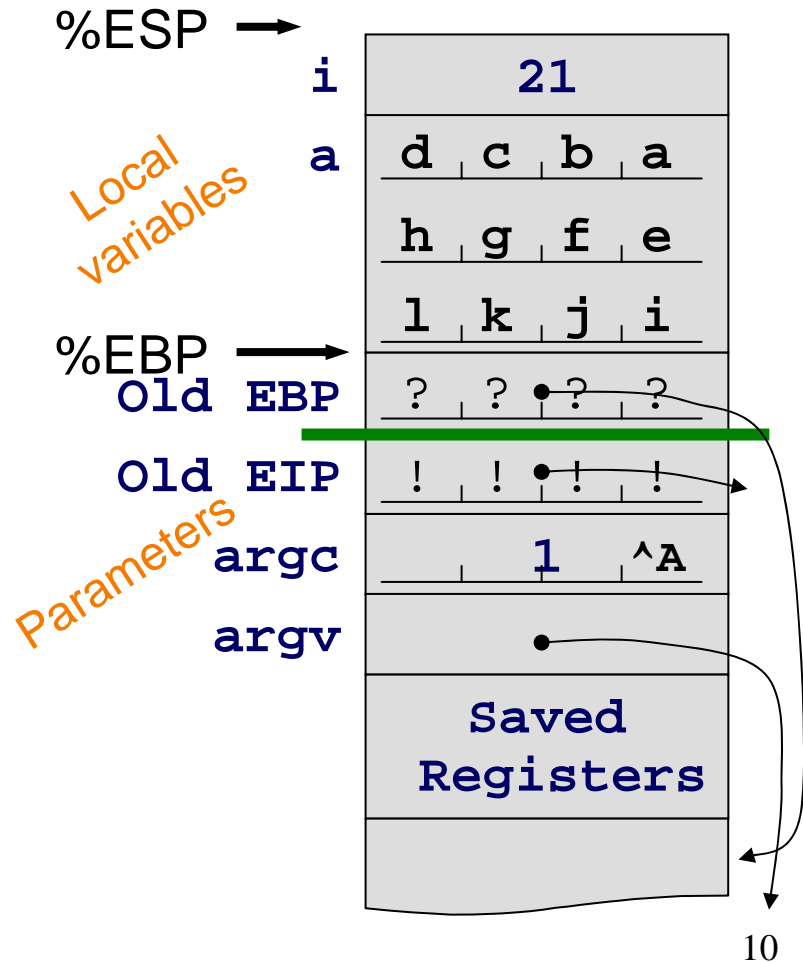 %ESP
i 21
a d c b a
Local
variables
h g f e
l k j i
%EBP
Old EBP ? ? ? ?
Old EIP ! ! ! !
Parameters
argc 1 ^A
argv
Saved
Registers
10